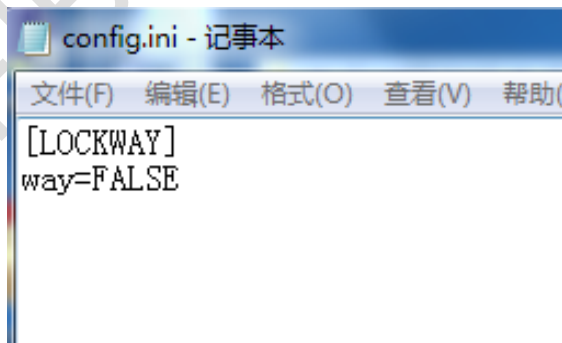 config.ini - 记事本
文件(F) 编辑(E) 格式(O) 查看(V) 帮助(
[LOCKWAY]
way=FALSE